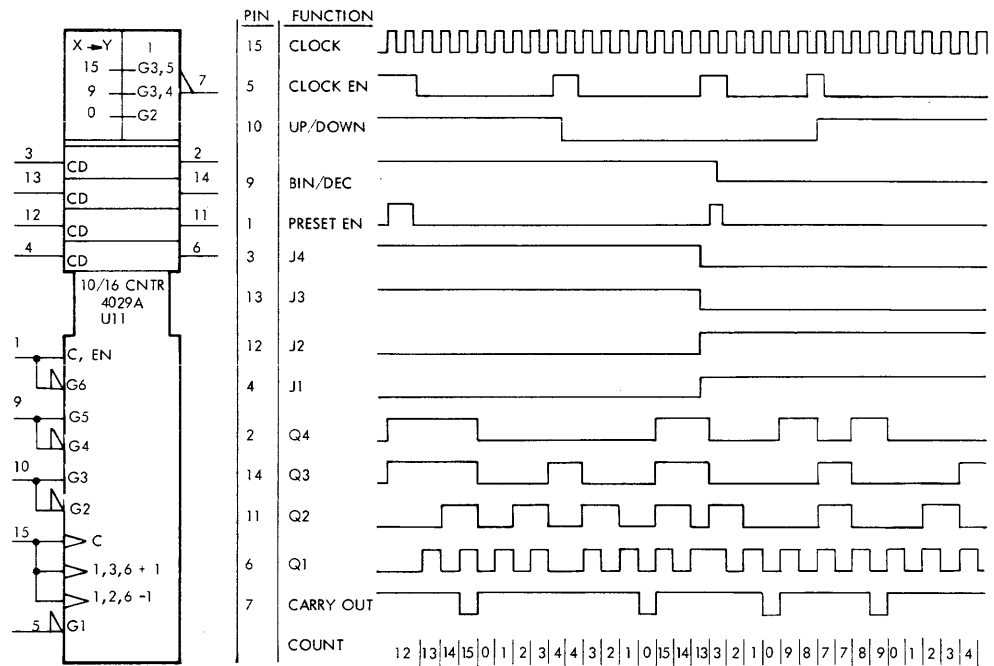 PIN FUNCTION
X→Y 1
15 G3,5
9 G3,4
0 G2
7
3 CD 2
13 CD 14
12 CD 11
4 CD 6
10/16 CNTR
4029A
U11
1 C, EN
G6
9 G5
G4
10 G3
G2
15 C
1,3,6 + 1
1,2,6 -1
5 G1
15 CLOCK
5 CLOCK EN
10 UP/DOWN
9 BIN/DEC
1 PRESET EN
3 J4
13 J3
12 J2
4 J1
2 Q4
14 Q3
11 Q2
6 Q1
7 CARRY OUT
COUNT 12 13 14 15 0 1 2 3 4 4 3 2 1 0 15 14 13 3 2 1 0 9 8 7 7 8 9 0 1 2 3 4